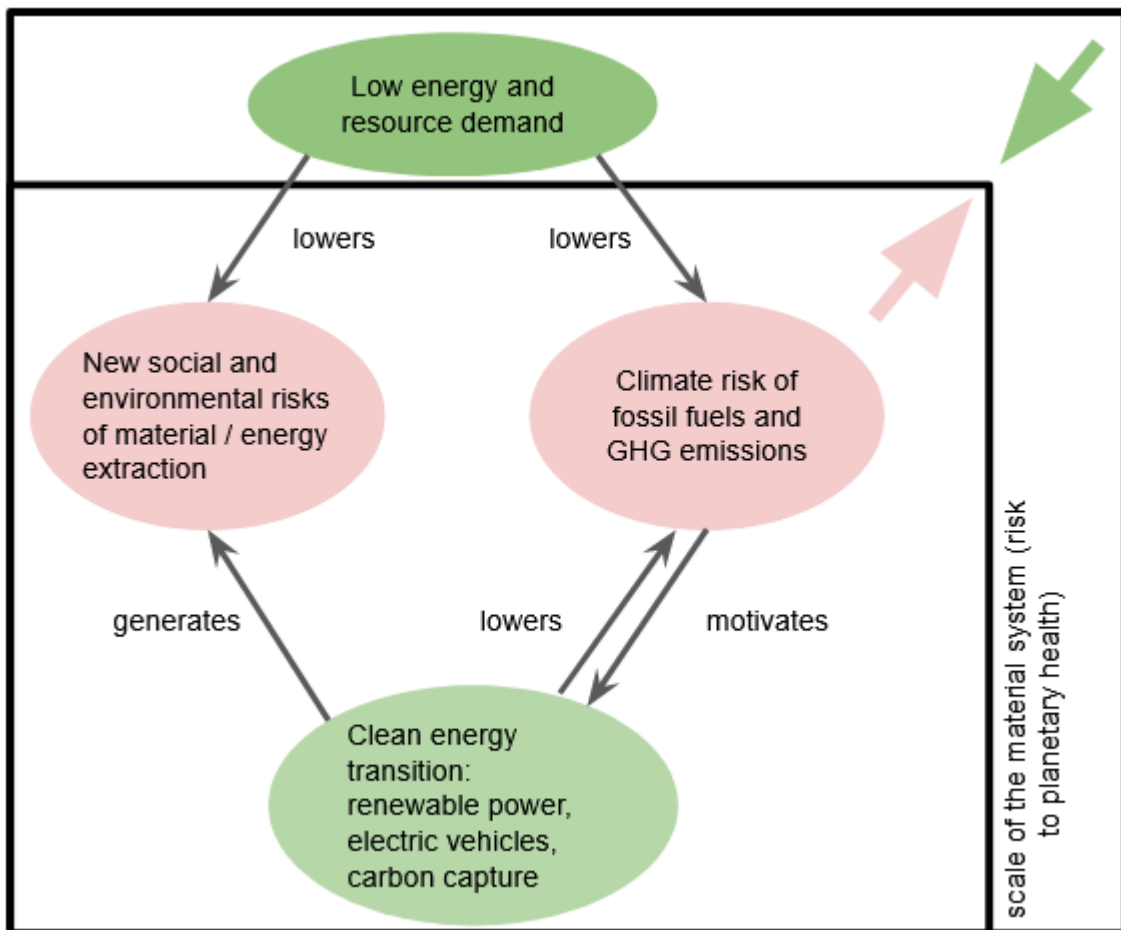 Low energy and
resource demand
lowers
lowers
New social and
environmental risks
of material / energy
extraction
Climate risk of
fossil fuels and
GHG emissions
generates
lowers
motivates
Clean energy
transition:
renewable power,
electric vehicles,
carbon capture
scale of the material system (risk
to planetary health)